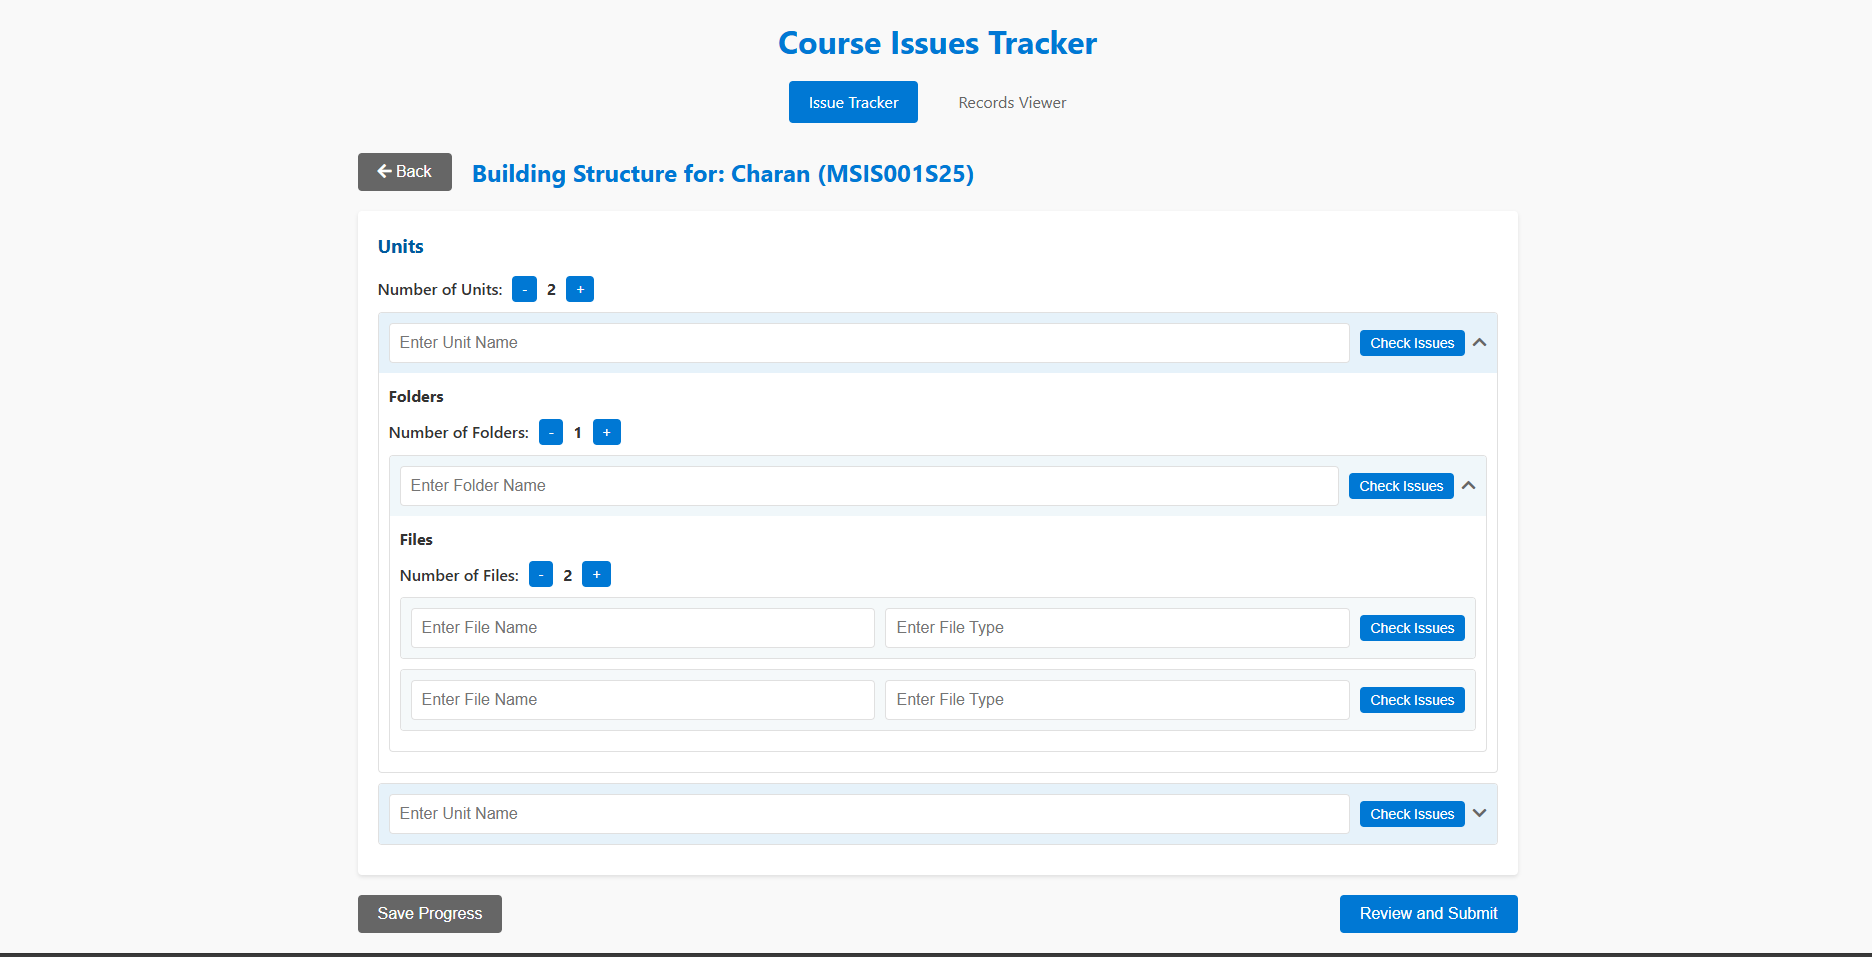 Course Issues Tracker
Issue Tracker Records Viewer
Back Building Structure for: Charan (MSIS001S25)
Units
Number of Units: - 2 +
Enter Unit Name Check Issues
Folders
Number of Folders: - 1 +
Enter Folder Name Check Issues
Files
Number of Files: - 2 +
Enter File Name Enter File Type Check Issues
Enter File Name Enter File Type Check Issues
Enter Unit Name Check Issues
Save Progress Review and Submit